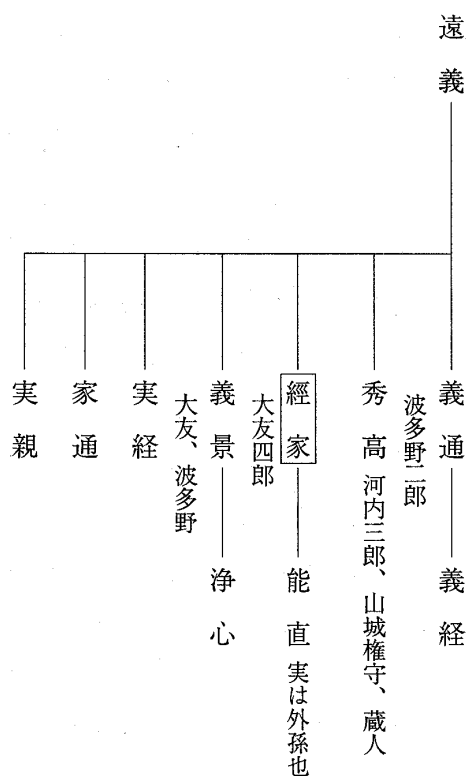 遠義
義通
義経
波多野二郎
秀高 河内三郎、山城権守、蔵人
經家
能直 実は外孫也
大友四郎
義景
浄心
大友、波多野
実経
家通
実親